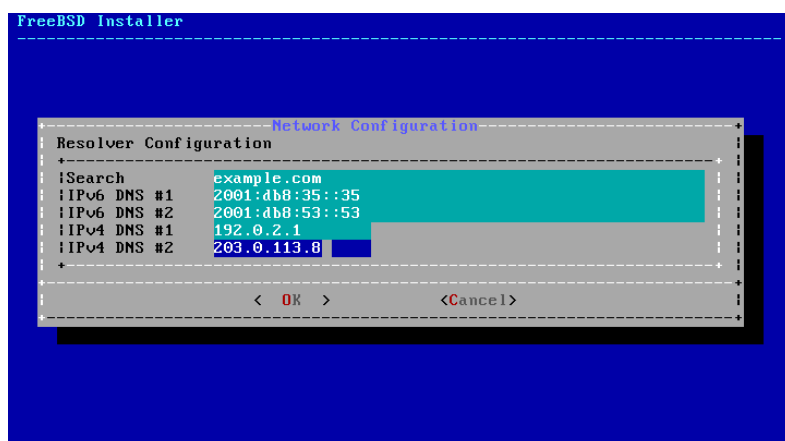 FreeBSD Installer
Network Configuration
Resolver Configuration
Search example.com
IPv6 DNS #1 2001:db8:35::35
IPv6 DNS #2 2001:db8:53::53
IPv4 DNS #1 192.0.2.1
IPv4 DNS #2 203.0.113.8
< OK > <Cancel>